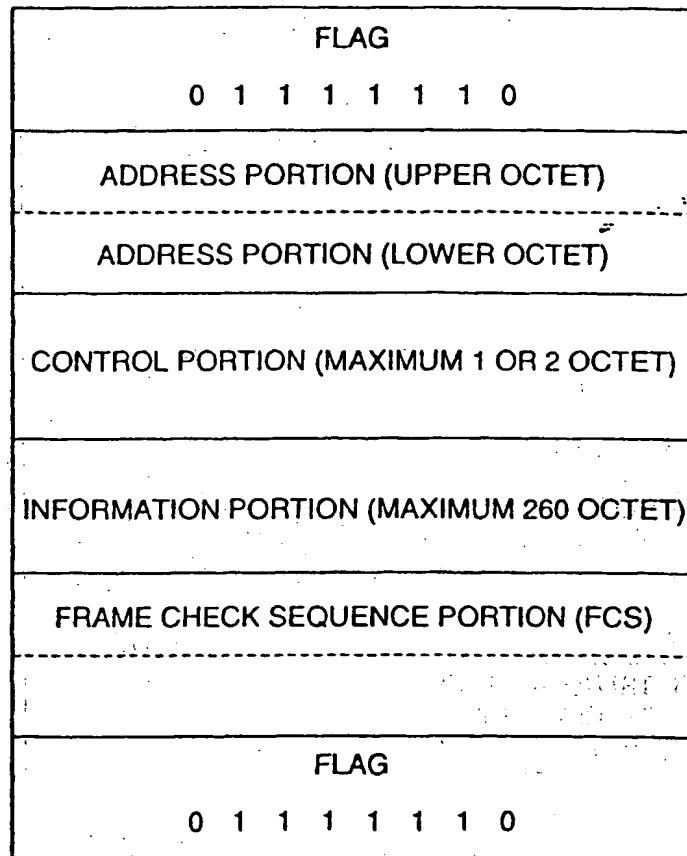 FLAG
0 1 1 1 1 1 1 0
ADDRESS PORTION (UPPER OCTET)
ADDRESS PORTION (LOWER OCTET)
CONTROL PORTION (MAXIMUM 1 OR 2 OCTET)
INFORMATION PORTION (MAXIMUM 260 OCTET)
FRAME CHECK SEQUENCE PORTION (FCS)
FLAG
0 1 1 1 1 1 1 0